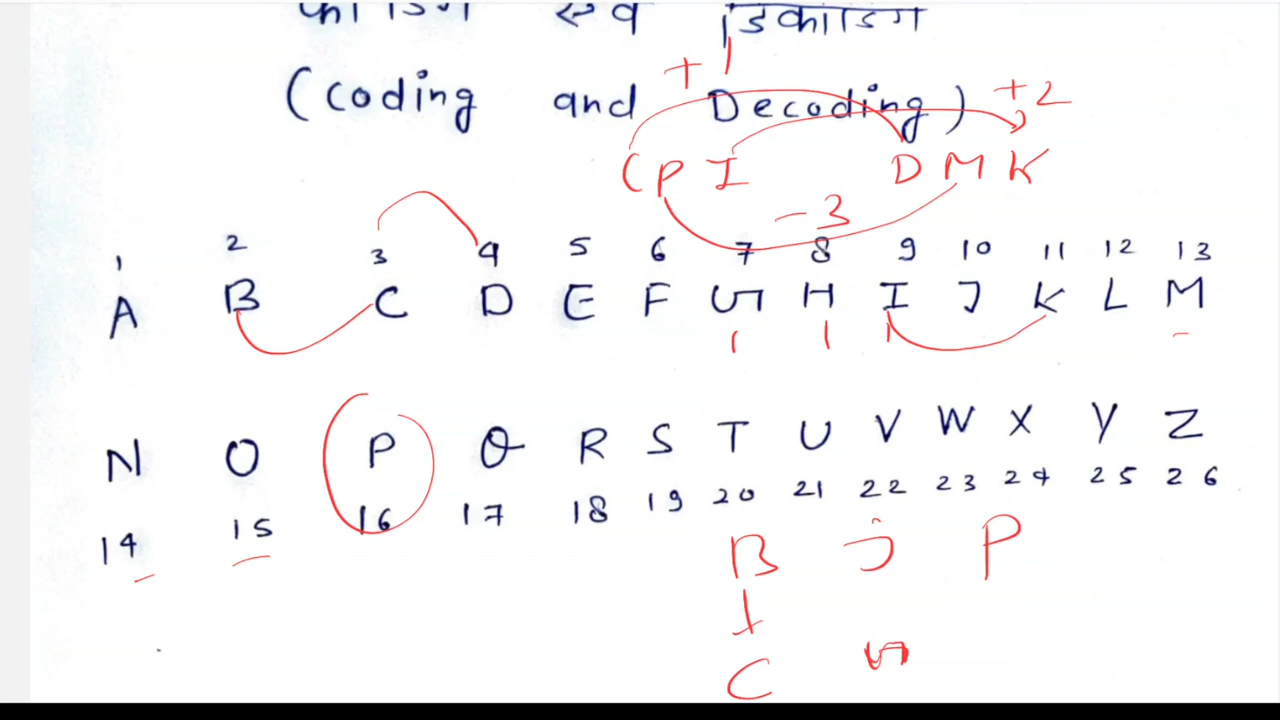 कोडिंग एवं डिकोडिंग
(Coding and Decoding)
+1 +2
CPI DMK
-3
1 2 3 4 5 6 7 8 9 10 11 12 13
A B C D E F G H I J K L M
N O P Q R S T U V W X Y Z
14 15 16 17 18 19 20 21 22 23 24 25 26
B J P
C G